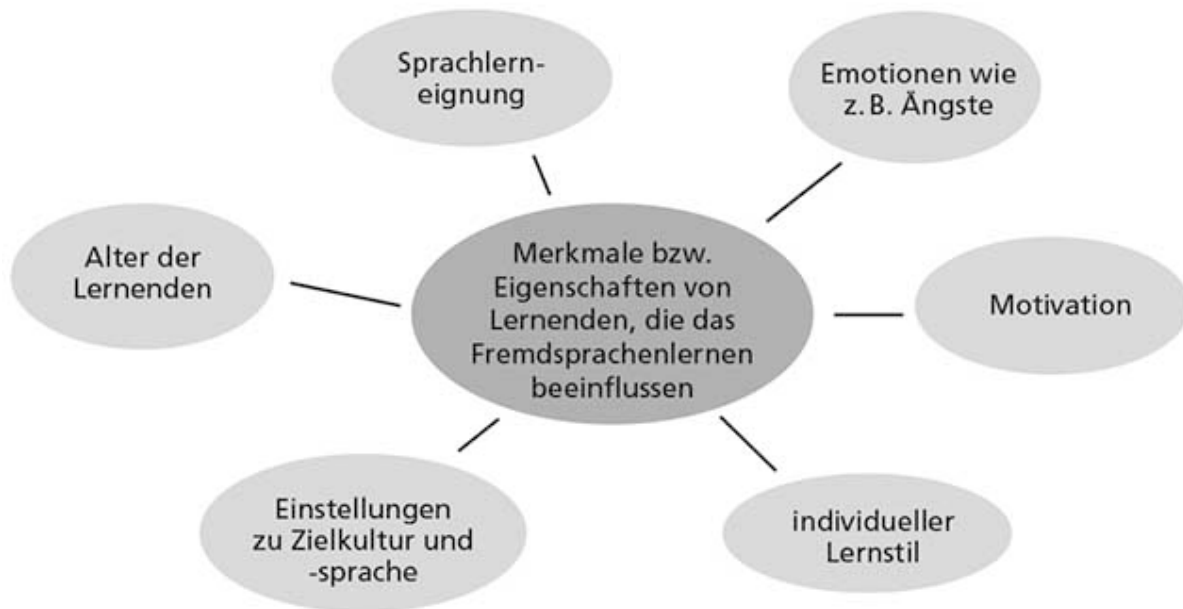 Sprachlern-
eignung
Emotionen wie
z. B. Ängste
Alter der
Lernenden
Merkmale bzw.
Eigenschaften von
Lernenden, die das
Fremdsprachenlernen
beeinflussen
Motivation
Einstellungen
zu Zielkultur und
-sprache
individueller
Lernstil